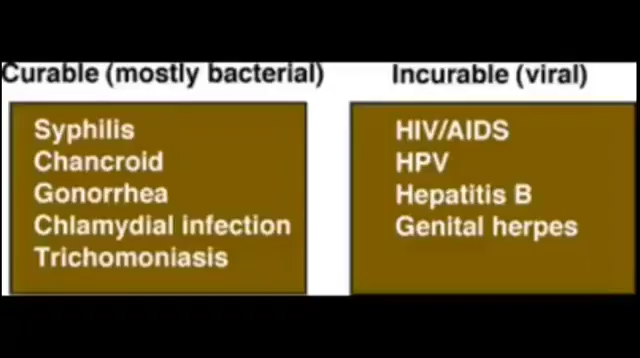 Curable (mostly bacterial)
Syphilis
Chancroid
Gonorrhea
Chlamydial infection
Trichomoniasis
Incurable (viral)
HIV/AIDS
HPV
Hepatitis B
Genital herpes